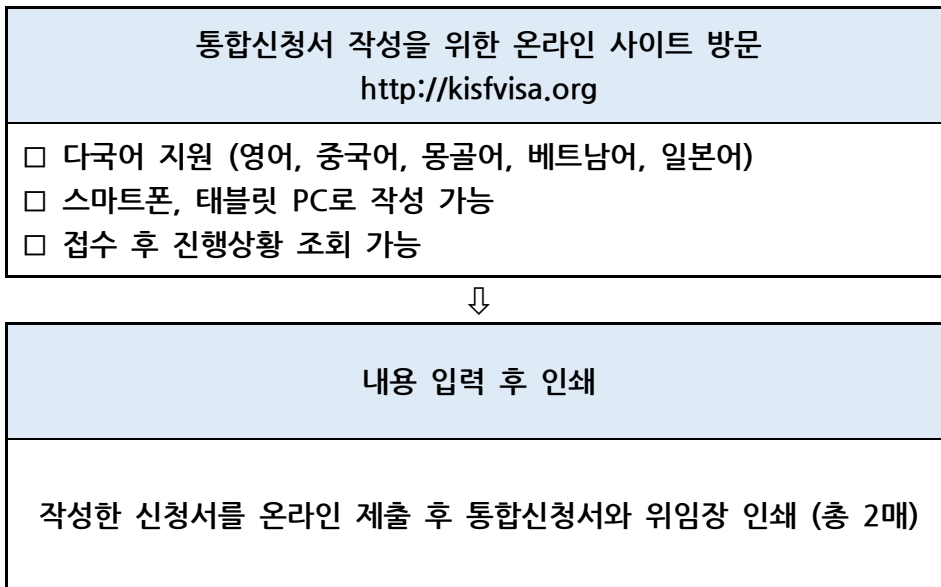 통합신청서 작성을 위한 온라인 사이트 방문
http://kisfvisa.org
□ 다국어 지원 (영어, 중국어, 몽골어, 베트남어, 일본어)
□ 스마트폰, 태블릿 PC로 작성 가능
□ 접수 후 진행상황 조회 가능
⇩
내용 입력 후 인쇄
작성한 신청서를 온라인 제출 후 통합신청서와 위임장 인쇄 (총 2매)